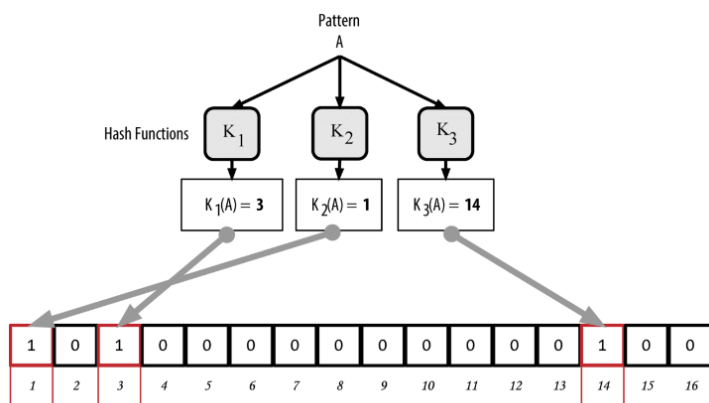 Pattern
A
Hash Functions
K1
K2
K3
K1(A) = 3
K2(A) = 1
K3(A) = 14
1 0 1 0 0 0 0 0 0 0 0 0 0 1 0 0
1 2 3 4 5 6 7 8 9 10 11 12 13 14 15 16